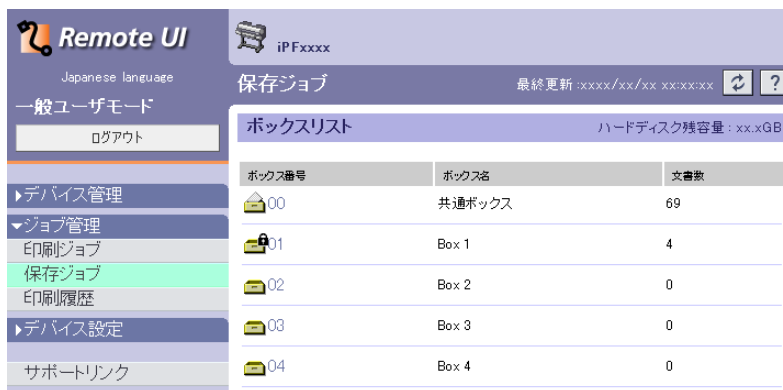 Remote UI
Japanese language
一般ユーザモード
ログアウト
▶デバイス管理
▼ジョブ管理
印刷ジョブ
保存ジョブ
印刷履歴
▶デバイス設定
サポートリンク
iPFxxxx
保存ジョブ 最終更新:xxxx/xx/xx xx:xx:xx ?
ボックスリスト ハードディスク残容量 : xx.xGB
ボックス番号 ボックス名 文書数
00 共通ボックス 69
01 Box 1 4
02 Box 2 0
03 Box 3 0
04 Box 4 0